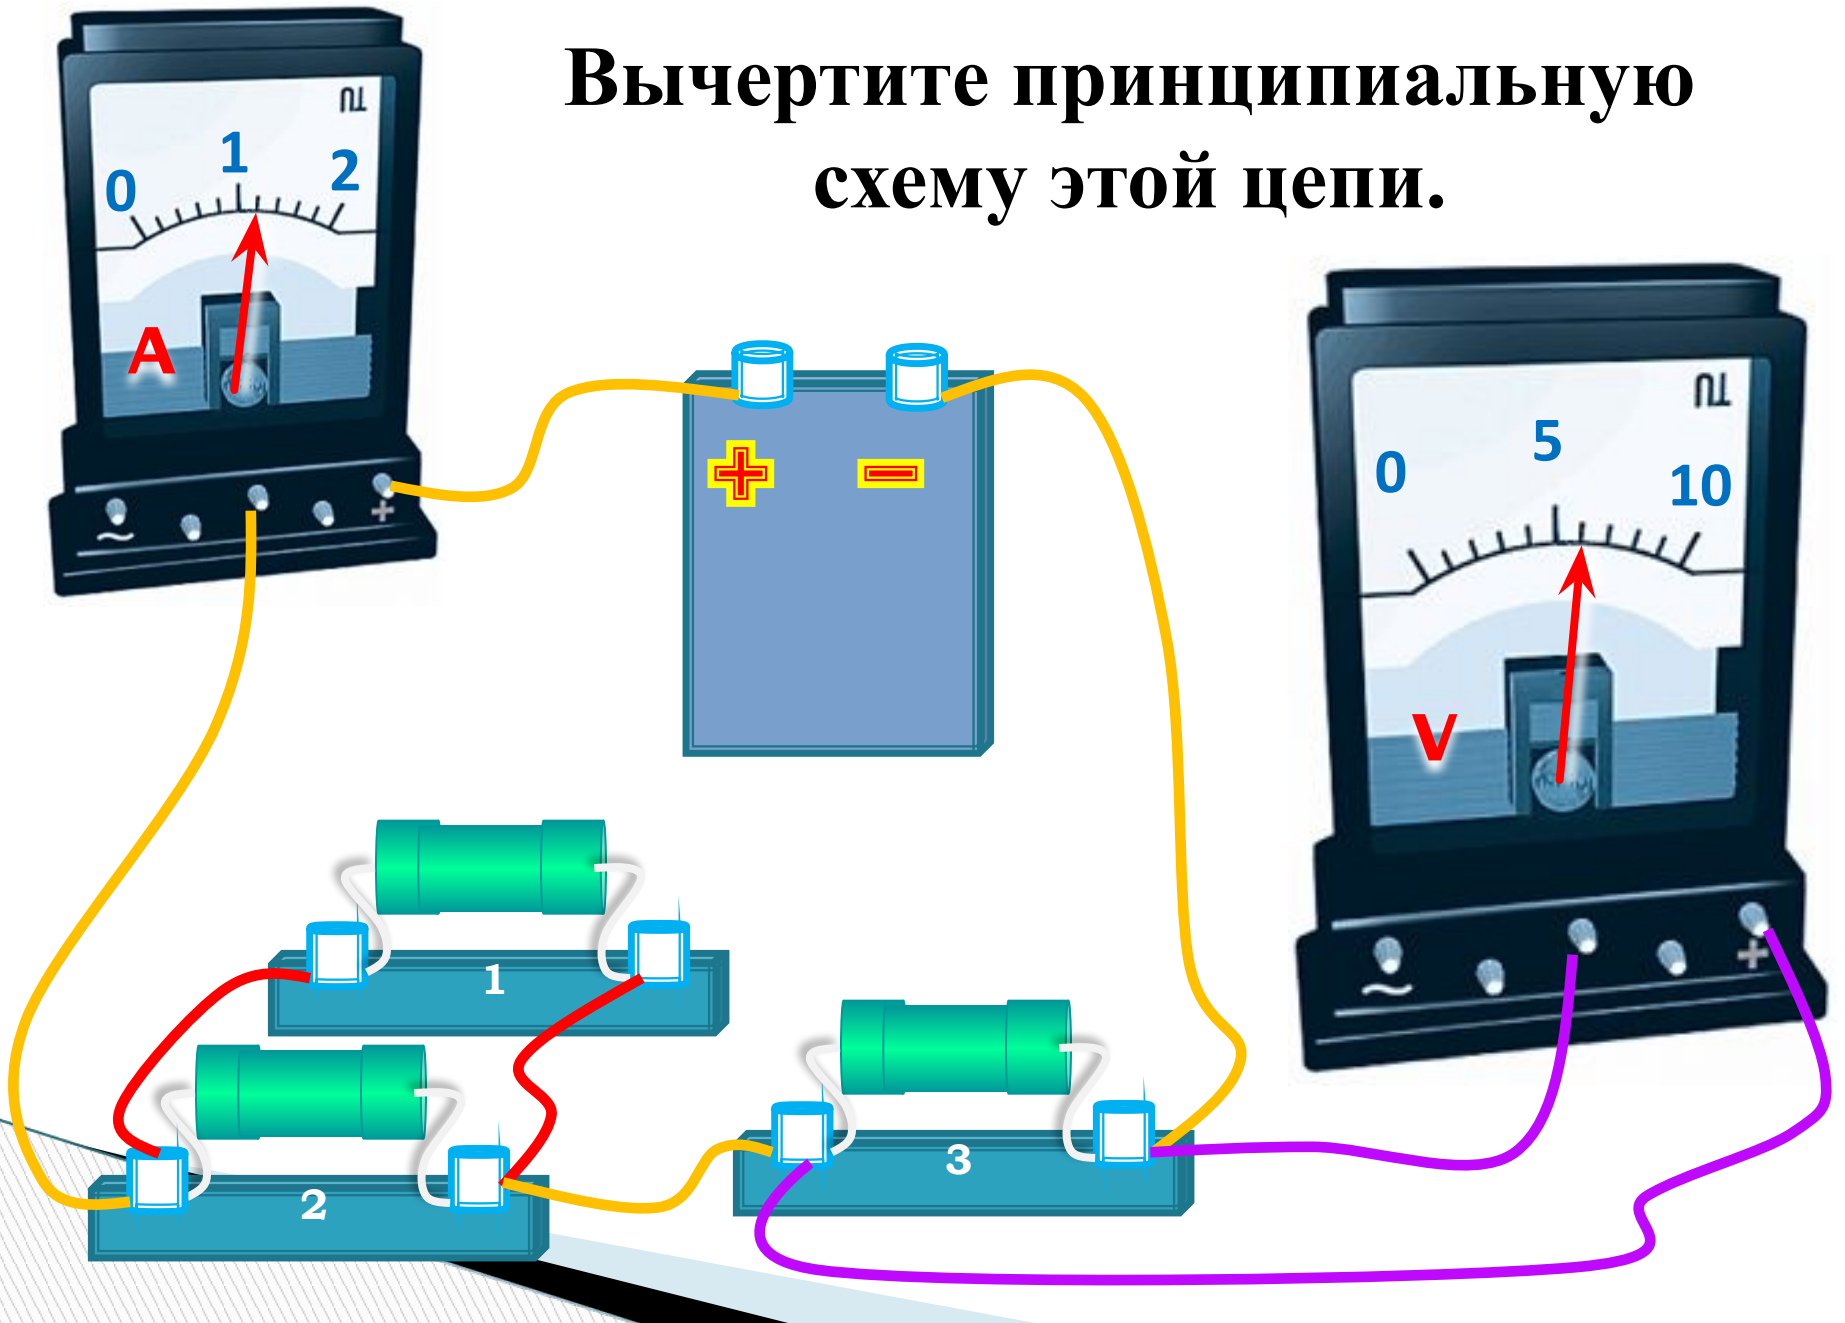 Вычертите принципиальную
схему этой цепи.
0 1 2
A
~ +
+ −
0 5 10
V
~ +
1
2
3